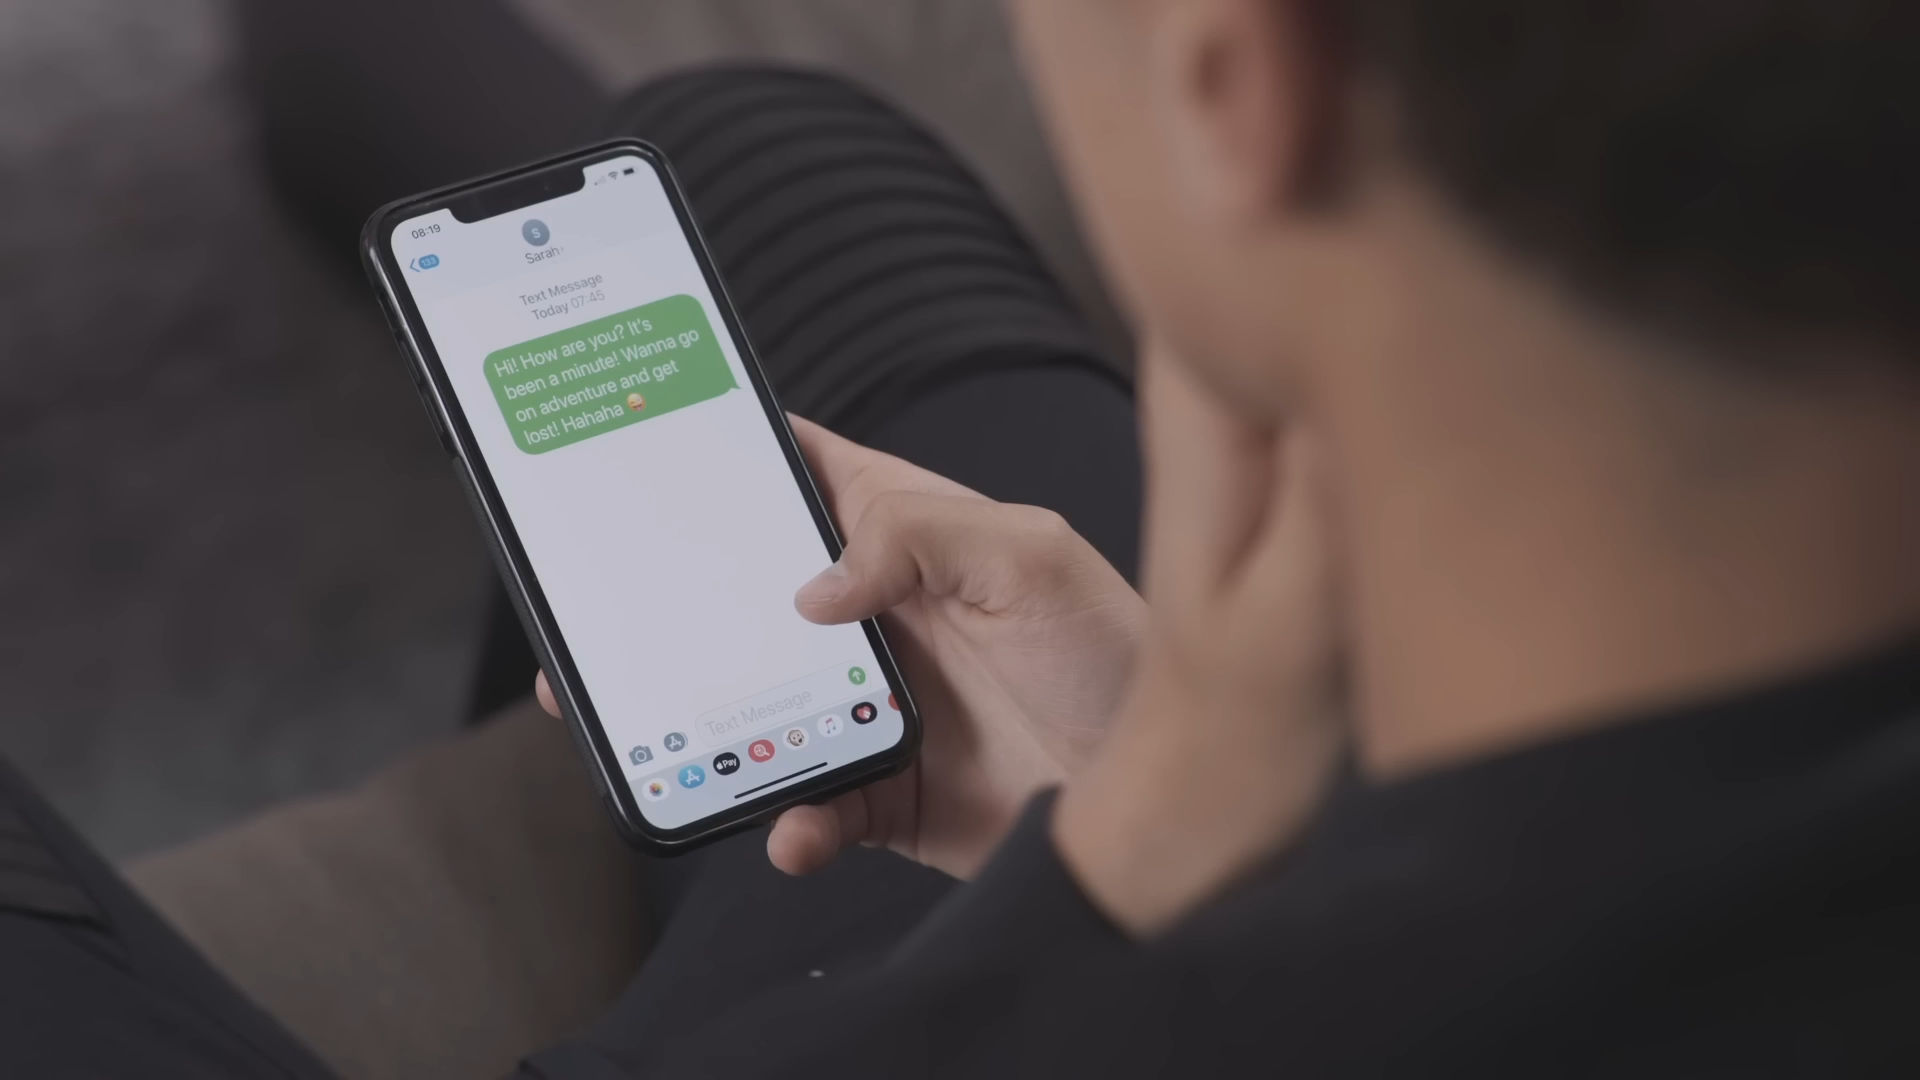 08:19
133
S
Sarah
Text Message
Today 07:45
Hi! How are you? It's
been a minute! Wanna go
on adventure and get
lost! Hahaha 😜
Text Message
Pay